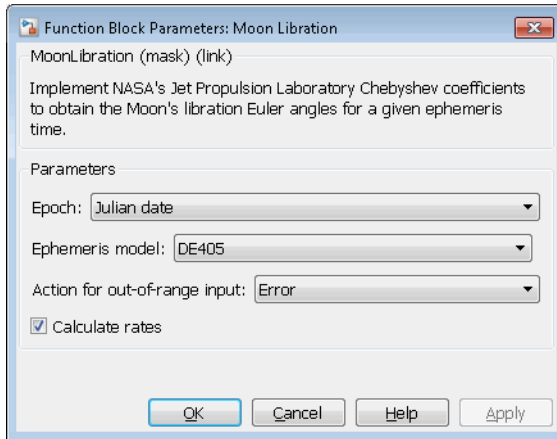 Function Block Parameters: Moon Libration
MoonLibration (mask) (link)
Implement NASA's Jet Propulsion Laboratory Chebyshev coefficients
to obtain the Moon's libration Euler angles for a given ephemeris
time.
Parameters
Epoch: Julian date
Ephemeris model: DE405
Action for out-of-range input: Error
Calculate rates
OK Cancel Help Apply